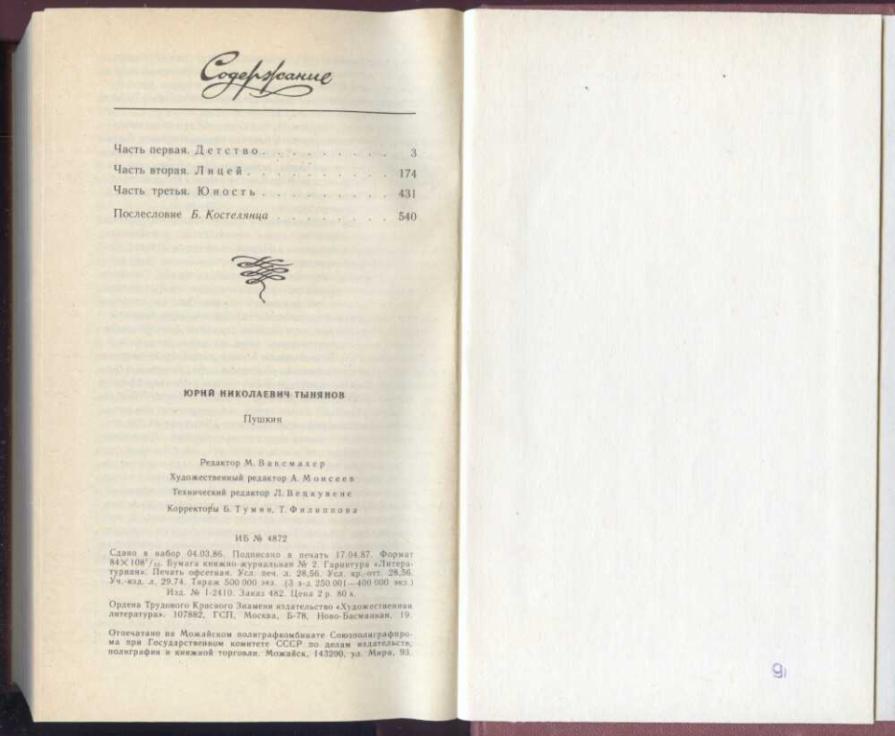 Содержание
Часть первая. Детство . . . . . . . . . . 3
Часть вторая. Лицей . . . . . . . . . . . 174
Часть третья. Юность . . . . . . . . . . 431
Послесловие Б. Костелянца . . . . . . . . 540
ЮРИЙ НИКОЛАЕВИЧ ТЫНЯНОВ
Пушкин
Редактор М. Ваксмахер
Художественный редактор А. Моисеев
Технический редактор Л. Вецкувене
Корректоры Б. Тумян, Т. Филиппова
ИБ № 4872
Сдано в набор 04.03.86. Подписано в печать 17.04.87. Формат
84×108¹/₃₂. Бумага книжно-журнальная № 2. Гарнитура «Литера-
турная». Печать офсетная. Усл. печ. л. 28,56. Усл. кр.-отт. 28,56.
Уч.-изд. л. 29.74. Тираж 500 000 экз. (3 з-д 250 001—400 000 экз.)
Изд. № I-2410. Заказ 482. Цена 2 р. 80 к.
Ордена Трудового Красного Знамени издательство «Художественная
литература». 107882, ГСП, Москва, Б-78, Ново-Басманная, 19.
Отпечатано на Можайском полиграфкомбинате Союзполиграфпро-
ма при Государственном комитете СССР по делам издательств,
полиграфии и книжной торговли. Можайск, 143200, ул. Мира, 93.